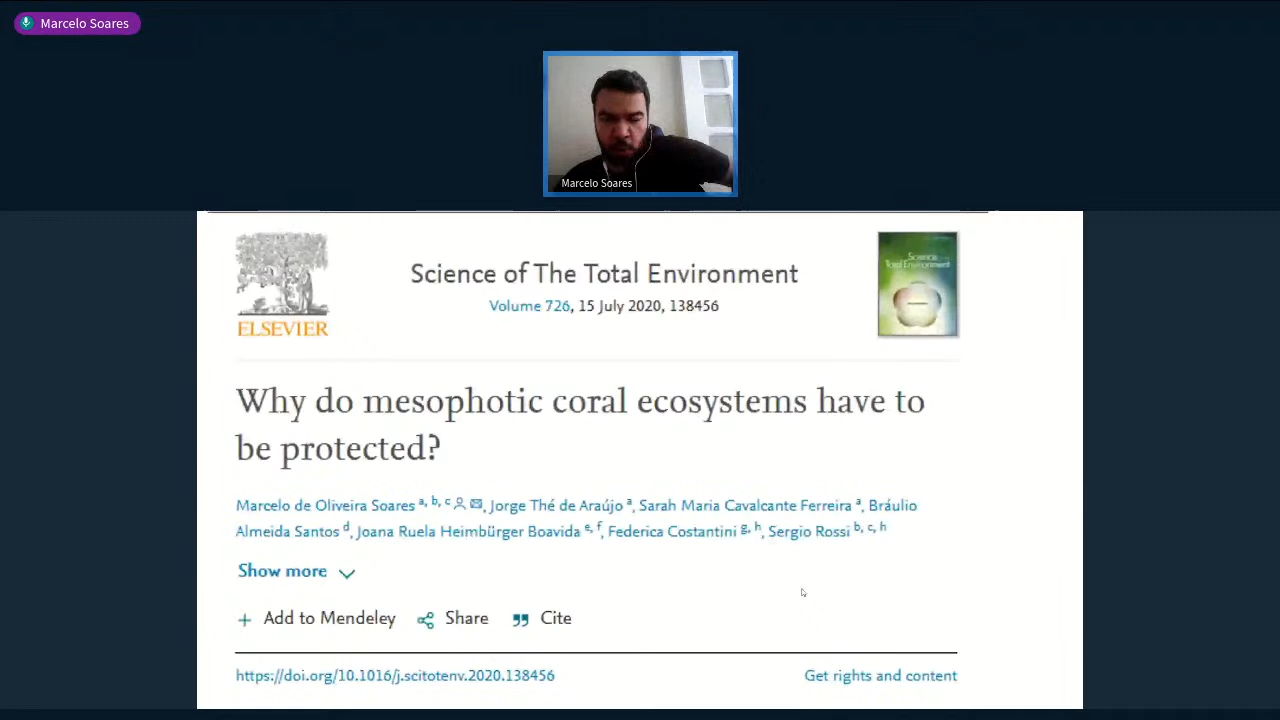 Marcelo Soares
Marcelo Soares
ELSEVIER
Science of The Total Environment
Volume 726, 15 July 2020, 138456
Science
Total Environment
Why do mesophotic coral ecosystems have to
be protected?
Marcelo de Oliveira Soares a, b, c, Jorge Thé de Araújo a, Sarah Maria Cavalcante Ferreira a, Bráulio
Almeida Santos d, Joana Ruela Heimbürger Boavida e, f, Federica Costantini g, h, Sergio Rossi b, c, h
Show more
+ Add to Mendeley Share Cite
https://doi.org/10.1016/j.scitotenv.2020.138456 Get rights and content